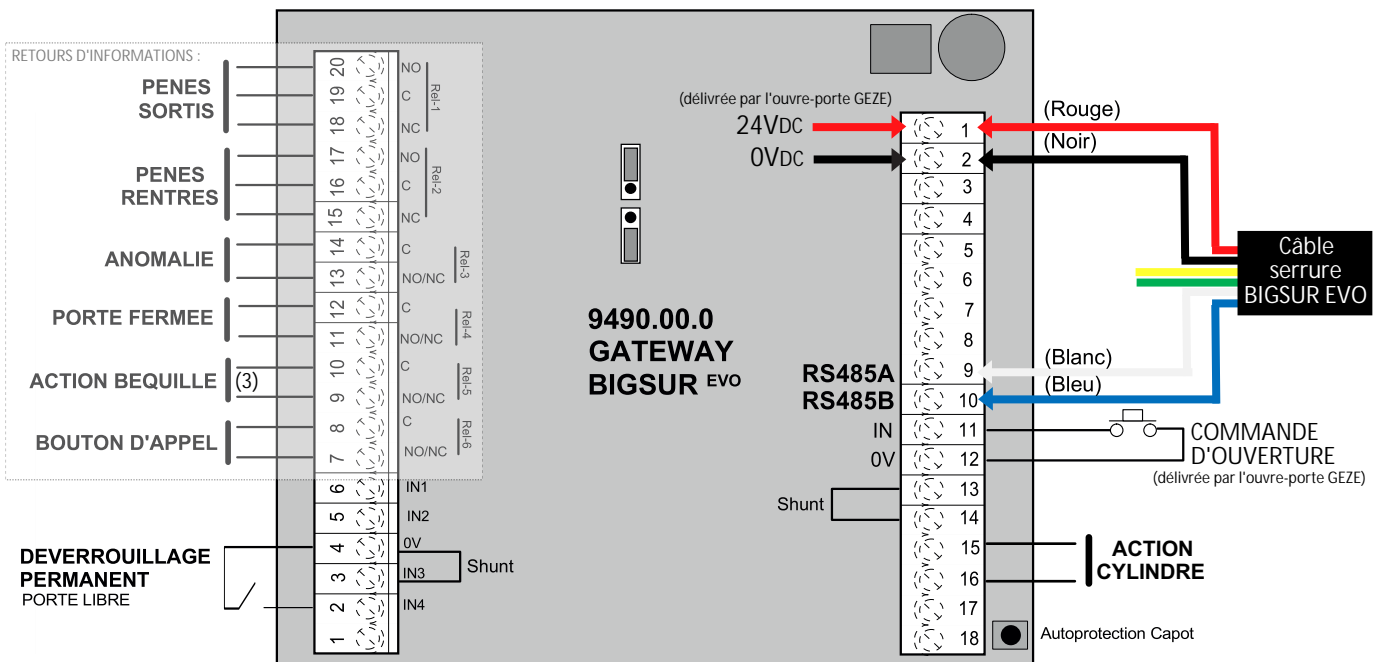 RETOURS D'INFORMATIONS :
PENES
SORTIS
20 NO
19 C
18 NC
Rel-1
PENES
RENTRES
17 NO
16 C
15 NC
Rel-2
ANOMALIE
14 C
13 NO/NC
Rel-3
PORTE FERMEE
12 C
11 NO/NC
Rel-4
ACTION BEQUILLE (3)
10 C
9 NO/NC
Rel-5
BOUTON D'APPEL
8 C
7 NO/NC
Rel-6
6 IN1
5 IN2
4 0V
3 IN3
Shunt
2 IN4
1
DEVERROUILLAGE
PERMANENT
PORTE LIBRE
9490.00.0
GATEWAY
BIGSUR EVO
(délivrée par l'ouvre-porte GEZE)
24VDC
1
(Rouge)
0VDC
2
(Noir)
3
4
5
6
7
8
Câble
serrure
BIGSUR EVO
RS485A
9
(Blanc)
RS485B
10
(Bleu)
IN
11
0V
12
COMMANDE
D'OUVERTURE
(délivrée par l'ouvre-porte GEZE)
Shunt
13
14
15
16
ACTION
CYLINDRE
17
18
Autoprotection Capot